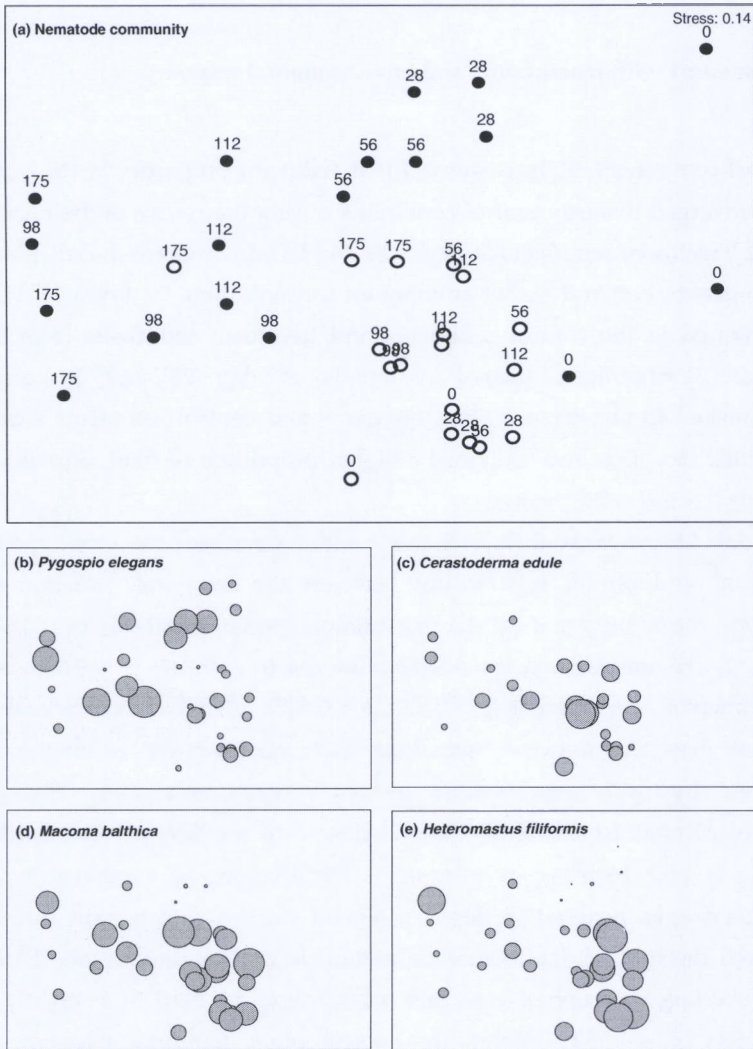 (a) Nematode community
Stress: 0.14
0
28 28
28
112 56 56
175 56
98 112
175 175 175 56
112
0
175 112 56
98 98 98 112
98
112 0
175
0
28 28 56 28
0
(b) Pygospio elegans
(c) Cerastoderma edule
(d) Macoma balthica
(e) Heteromastus filiformis